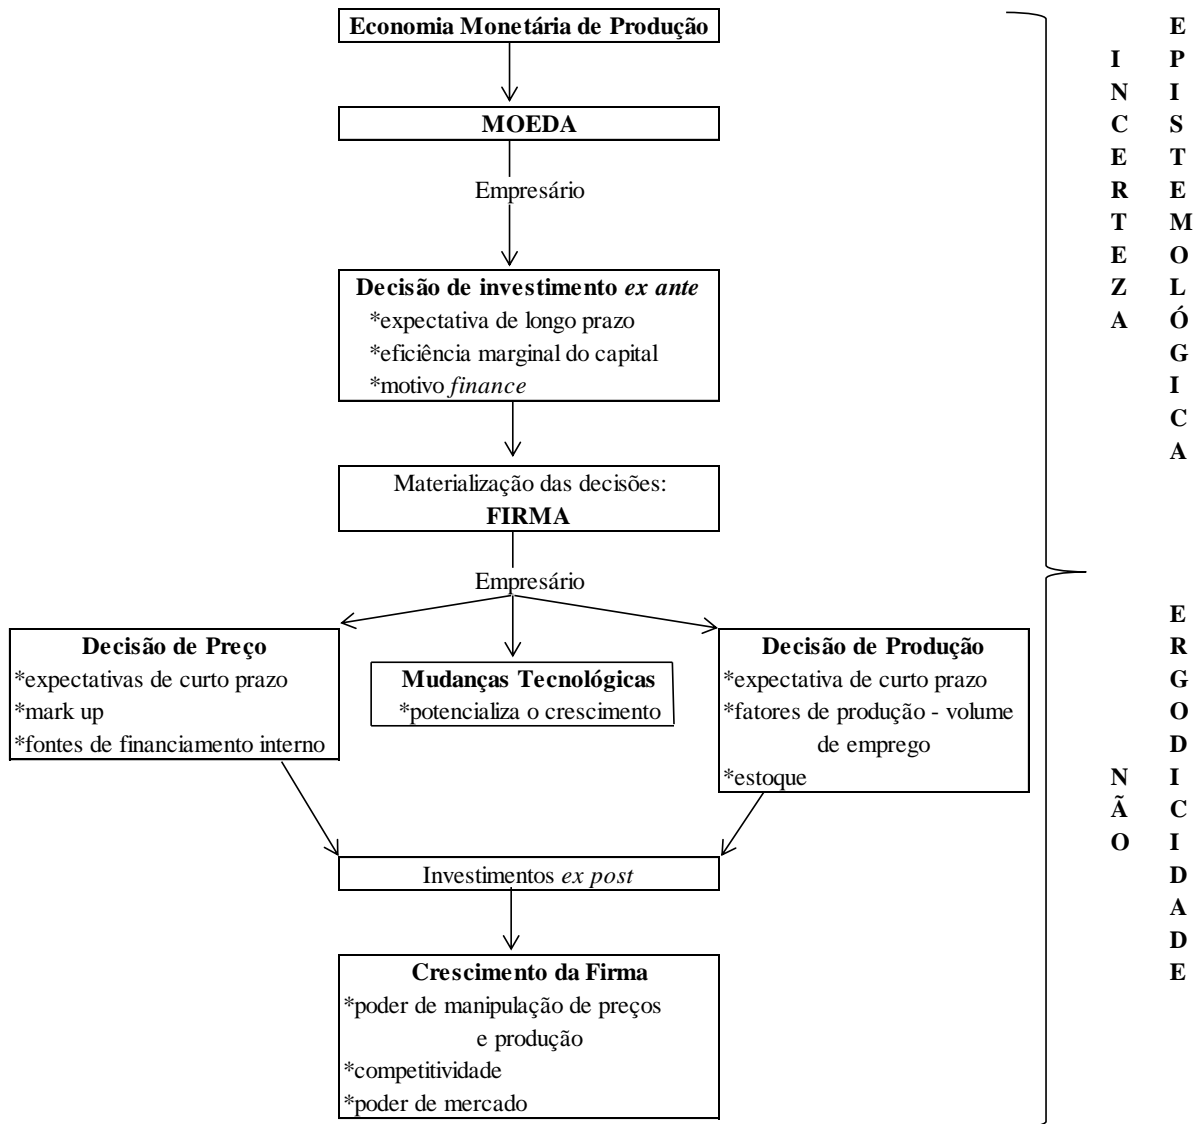 Economia Monetária de Produção
MOEDA
Empresário
Decisão de investimento ex ante
*expectativa de longo prazo
*eficiência marginal do capital
*motivo finance
Materialização das decisões:
FIRMA
Empresário
Decisão de Preço
*expectativas de curto prazo
*mark up
*fontes de financiamento interno
Mudanças Tecnológicas
*potencializa o crescimento
Decisão de Produção
*expectativa de curto prazo
*fatores de produção - volume
de emprego
*estoque
Investimentos ex post
Crescimento da Firma
*poder de manipulação de preços
e produção
*competitividade
*poder de mercado
INCERTEZA
EPISTEMOLÓGICA
NÃO
ERGODICIDADE